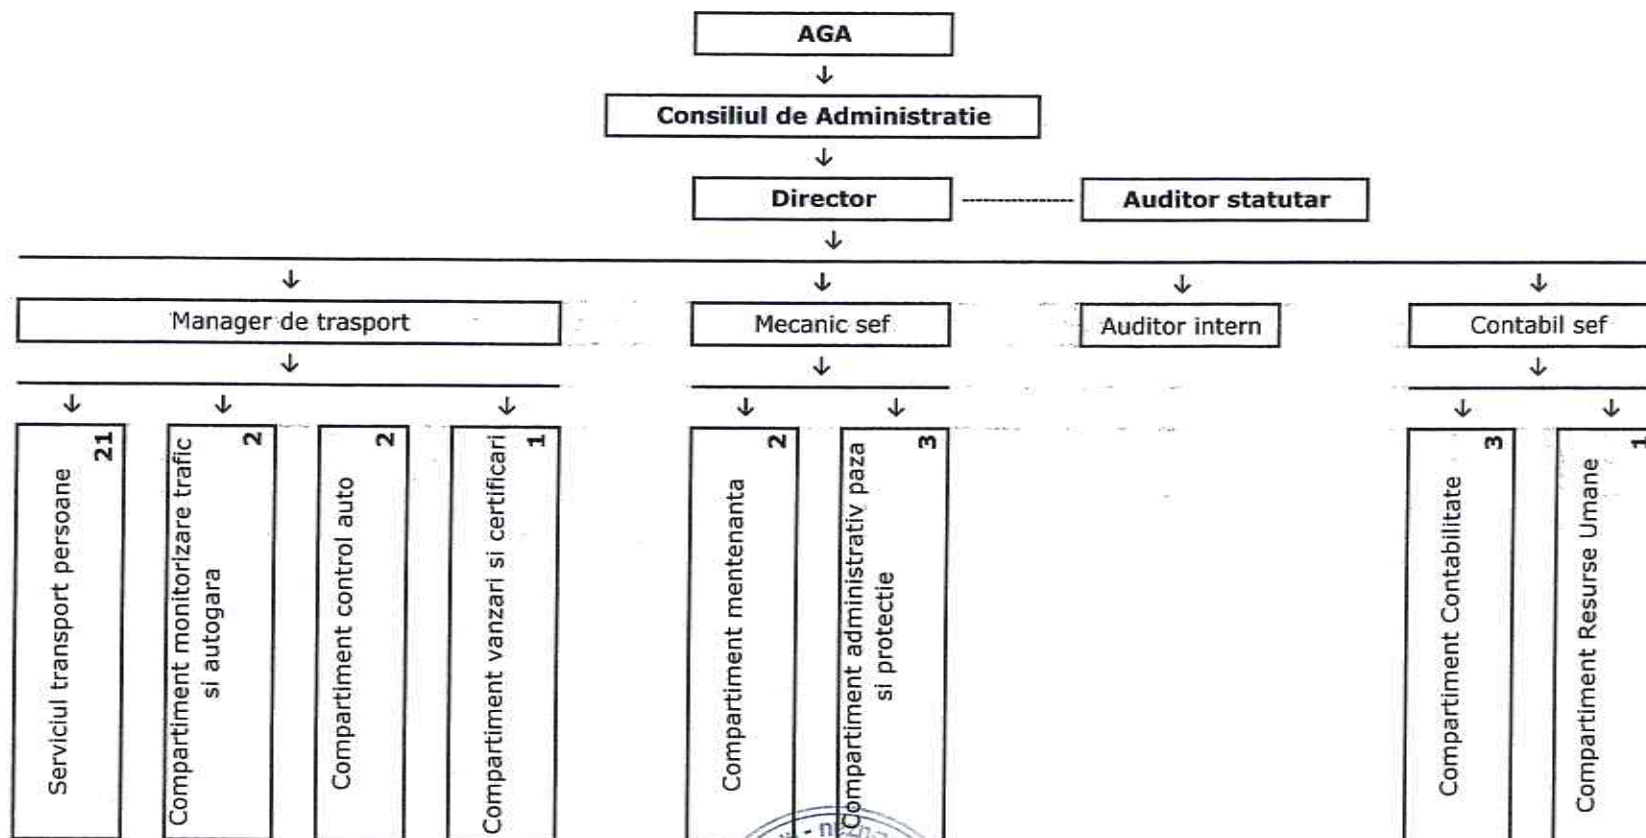 AGA
↓
Consiliul de Administratie
↓
Director ------------- Auditor statutar
↓
↓ ↓ ↓ ↓
Manager de trasport
Mecanic sef
Auditor intern
Contabil sef
↓ ↓ ↓
↓ ↓ ↓ ↓ ↓ ↓ ↓
21
Serviciul transport persoane
2
Compartiment monitorizare trafic
si autogara
2
Compartiment control auto
1
Compartiment vanzari si certificari
2
Compartiment mentenanta
3
Compartiment administrativ paza
si protectie
3
Compartiment Contabilitate
1
Compartiment Resurse Umane